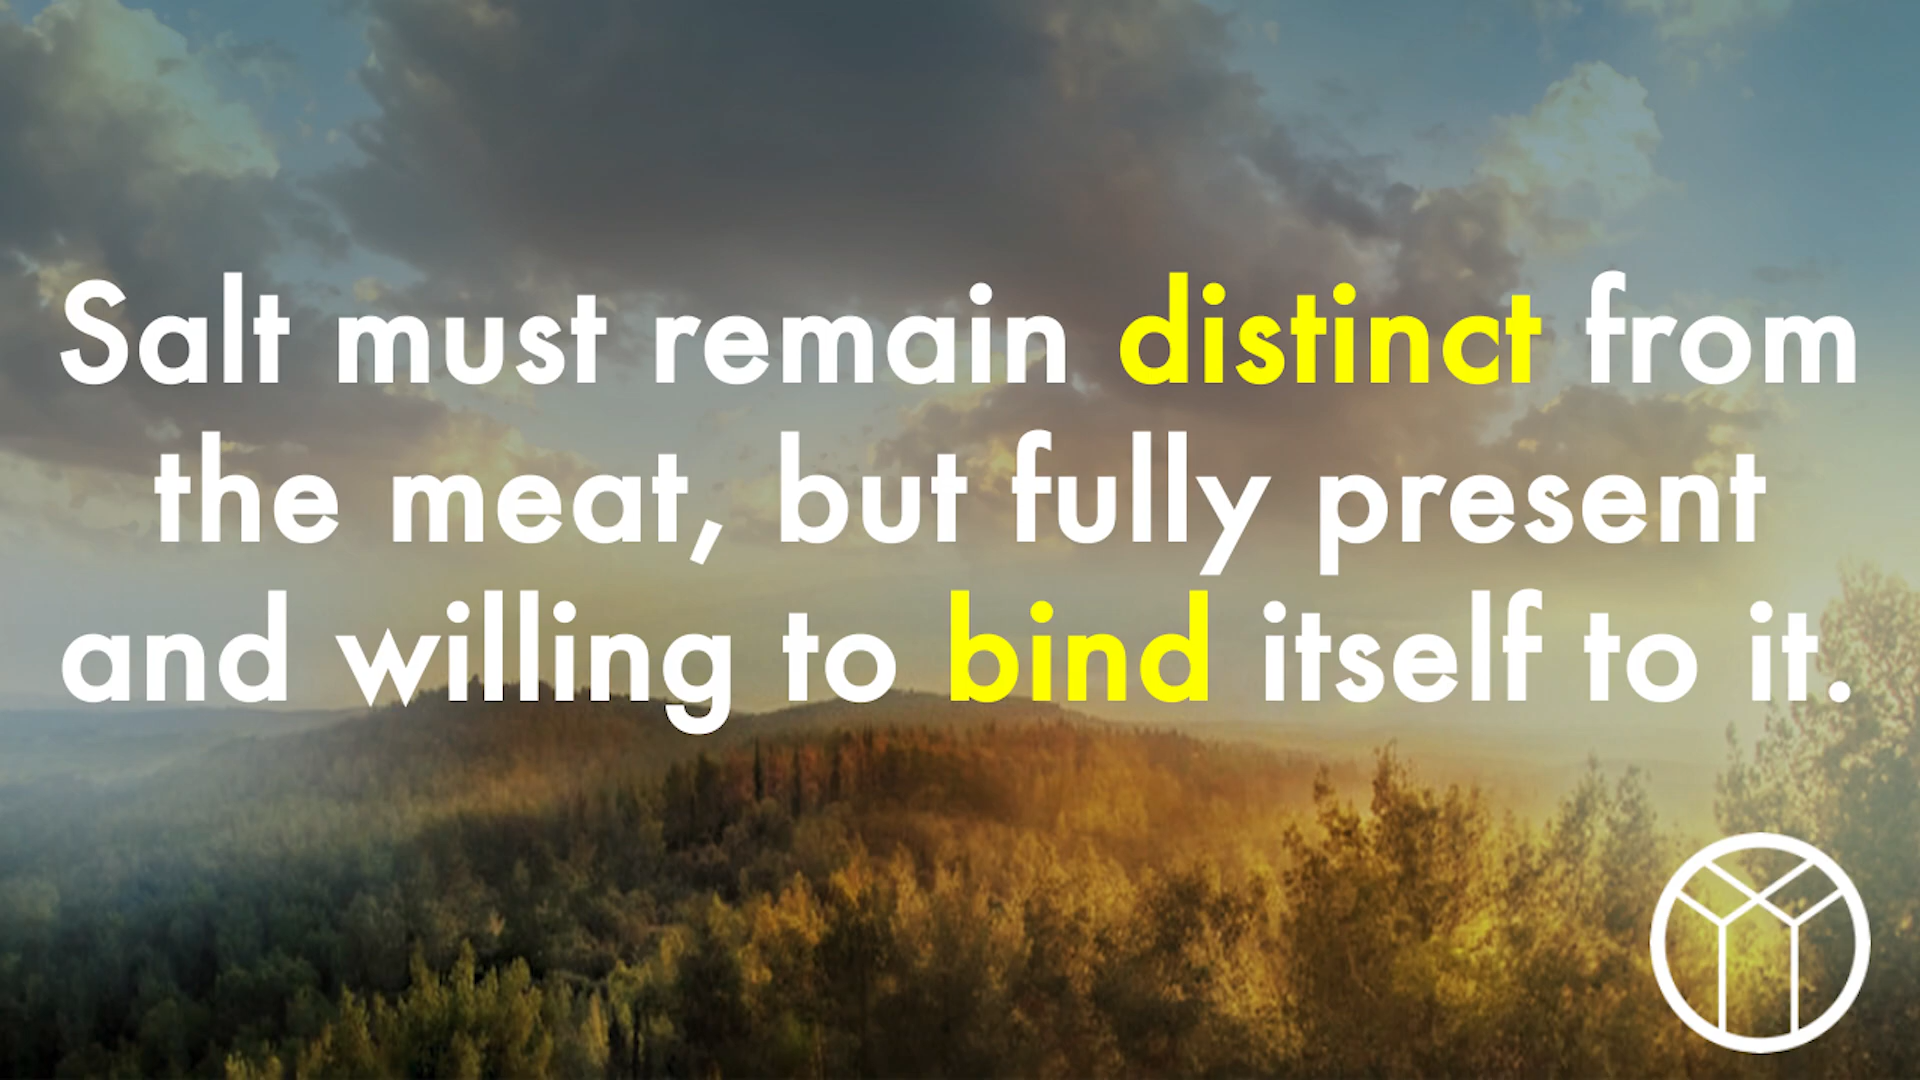 Salt must remain distinct from
the meat, but fully present
and willing to bind itself to it.